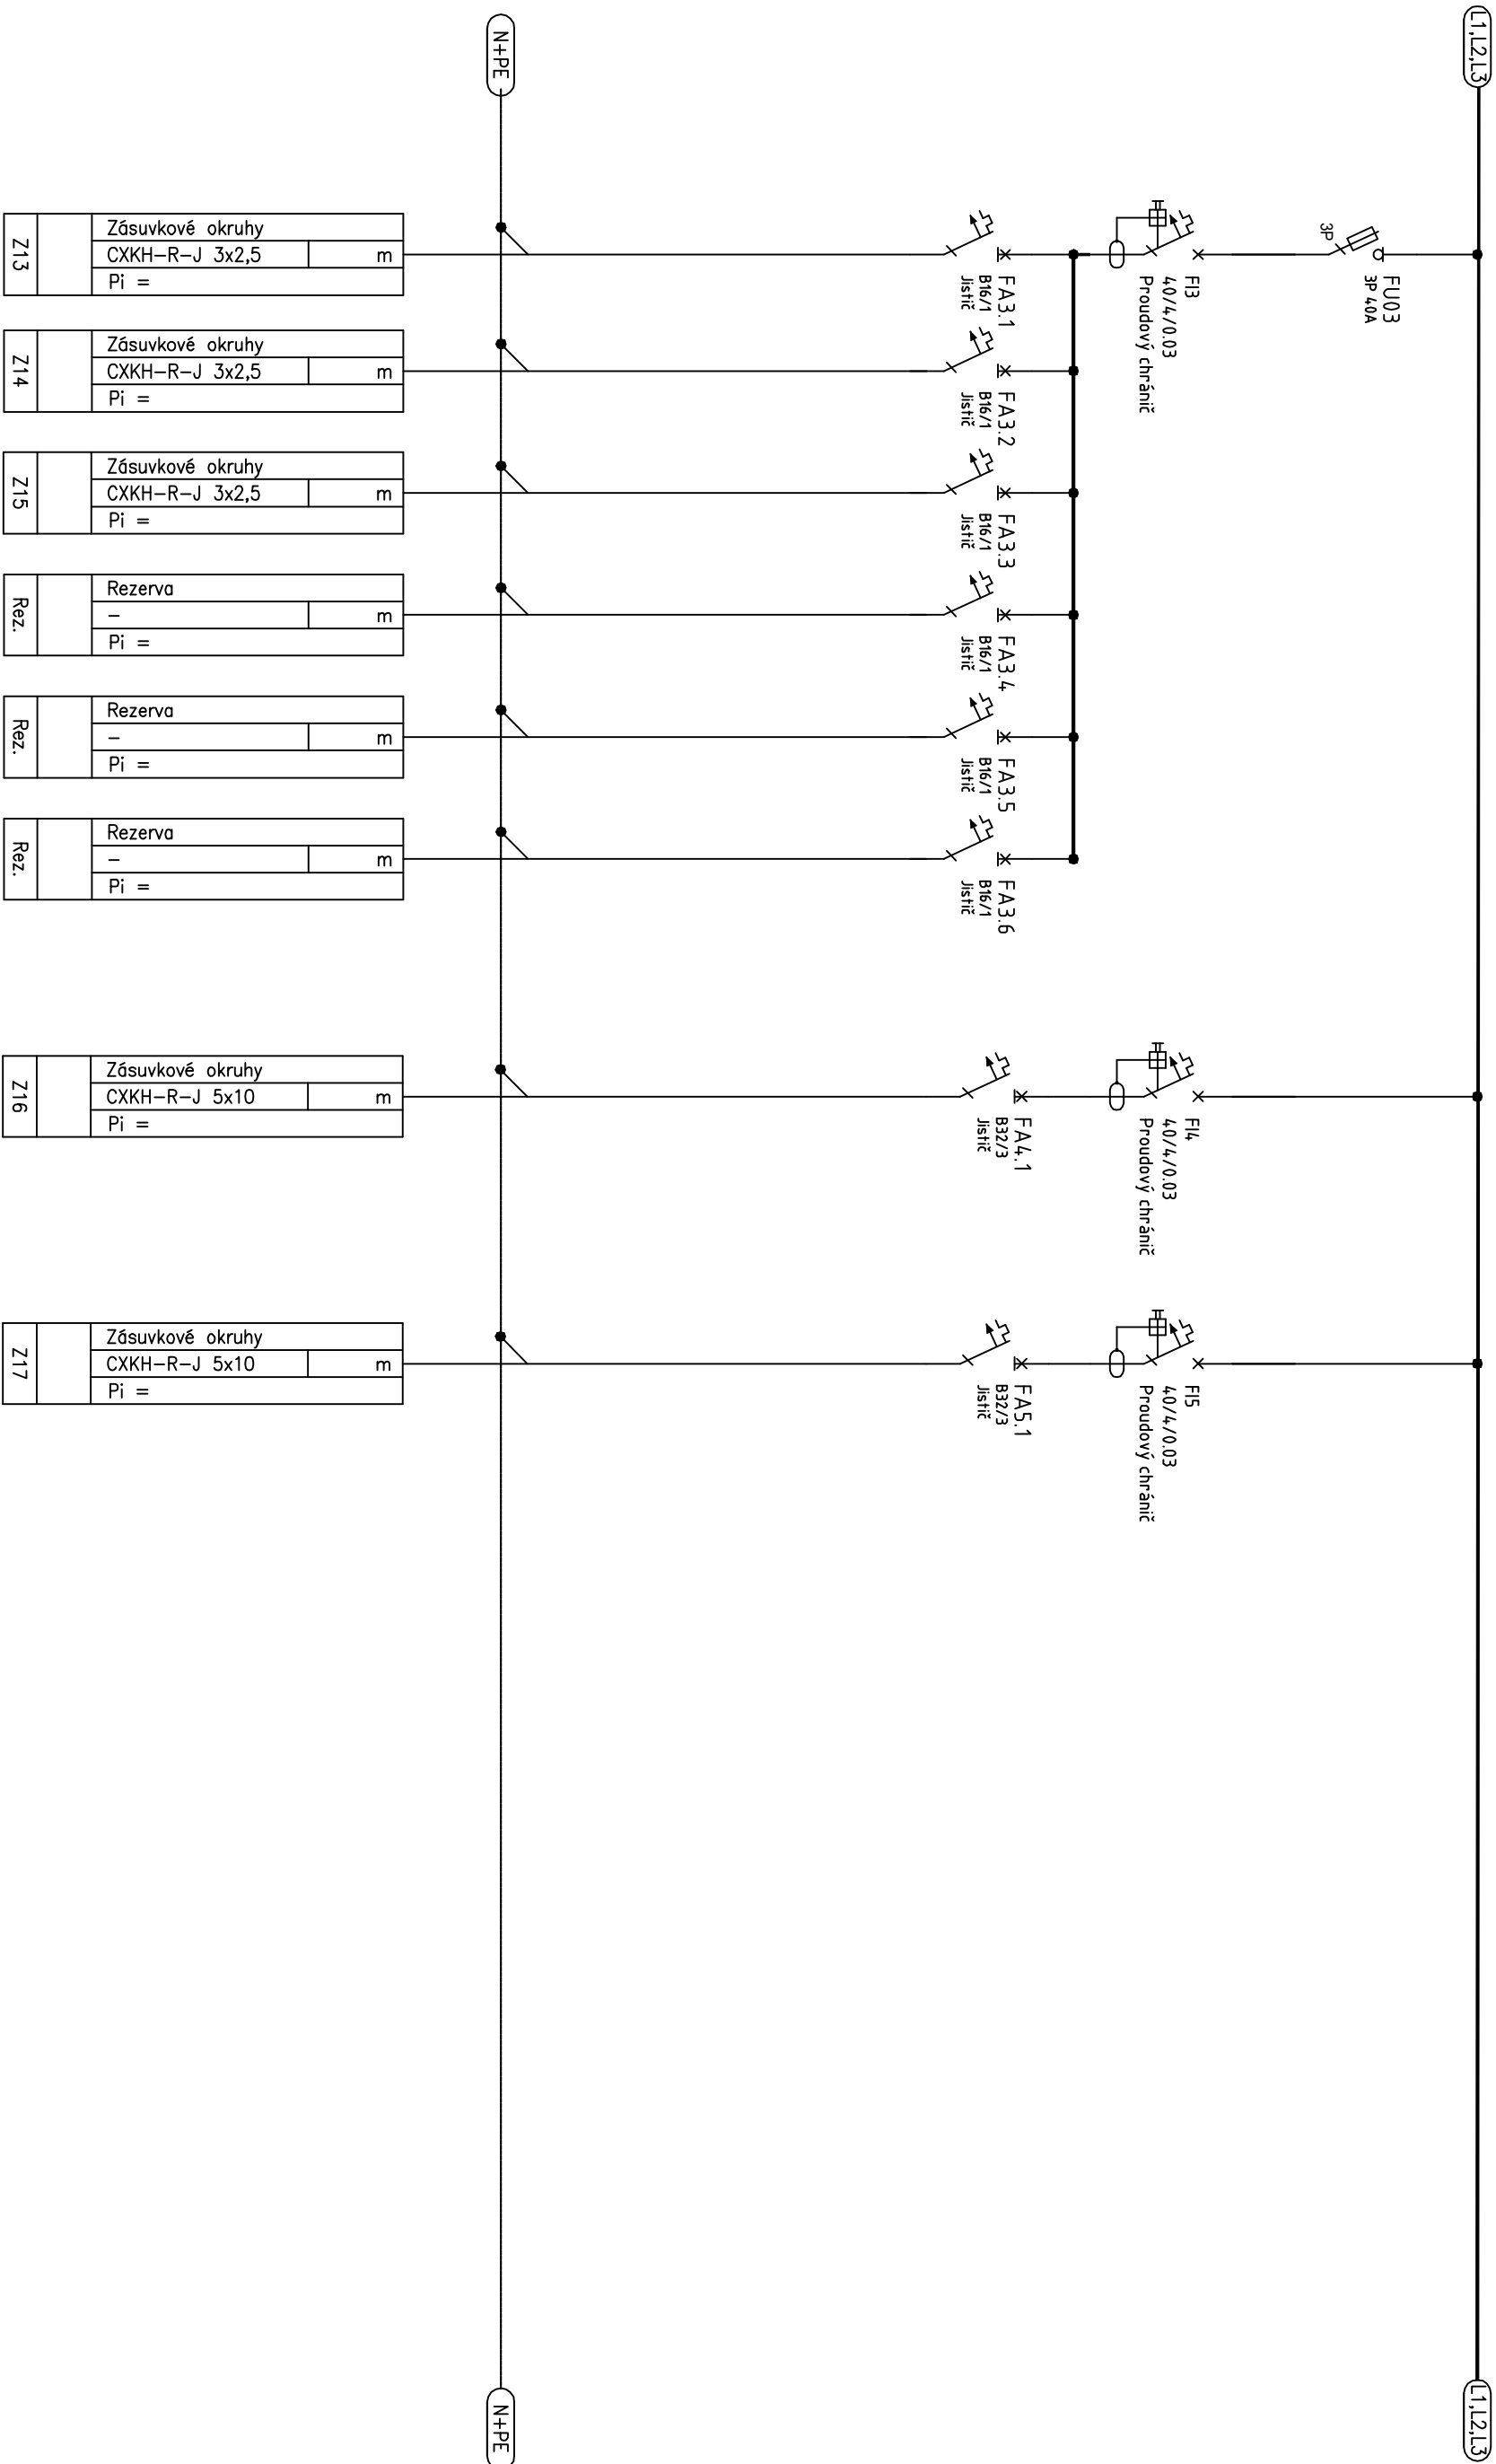 L1,L2,L3
N+PE
FU03
3P 40A
3P
FI3
40/4/0.03
Proudový chránič
FA3.1
B16/1
Jistič
Zásuvkové okruhy
CXKH-R-J 3x2,5 m
Pi =
Z13
FA3.2
B16/1
Jistič
Zásuvkové okruhy
CXKH-R-J 3x2,5 m
Pi =
Z14
FA3.3
B16/1
Jistič
Zásuvkové okruhy
CXKH-R-J 3x2,5 m
Pi =
Z15
FA3.4
B16/1
Jistič
Rezerva
- m
Pi =
Rez.
FA3.5
B16/1
Jistič
Rezerva
- m
Pi =
Rez.
FA3.6
B16/1
Jistič
Rezerva
- m
Pi =
Rez.
FI4
40/4/0.03
Proudový chránič
FA4.1
B32/3
Jistič
Zásuvkové okruhy
CXKH-R-J 5x10 m
Pi =
Z16
FI5
40/4/0.03
Proudový chránič
FA5.1
B32/3
Jistič
Zásuvkové okruhy
CXKH-R-J 5x10 m
Pi =
Z17
L1,L2,L3
N+PE